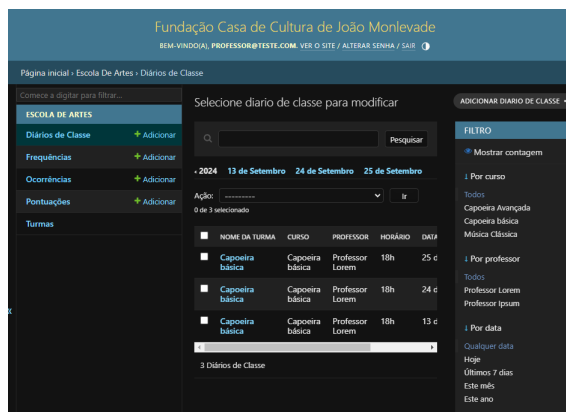 Fundação Casa de Cultura de João Monlevade
BEM-VINDO(A), PROFESSOR@TESTE.COM. VER O SITE / ALTERAR SENHA / SAIR
Página inicial › Escola De Artes › Diários de Classe
Comece a digitar para filtrar...
ESCOLA DE ARTES
Diários de Classe + Adicionar
Frequências + Adicionar
Ocorrências + Adicionar
Pontuações + Adicionar
Turmas
«
Selecione diario de classe para modificar
ADICIONAR DIARIO DE CLASSE +
Pesquisar
‹ 2024 13 de Setembro 24 de Setembro 25 de Setembro
Ação: --------- Ir
0 de 3 selecionado
NOME DA TURMA CURSO PROFESSOR HORÁRIO DATA
Capoeira básica Capoeira básica Professor Lorem 18h 25 d
Capoeira básica Capoeira básica Professor Lorem 18h 24 d
Capoeira básica Capoeira básica Professor Lorem 18h 13 d
3 Diários de Classe
FILTRO
Mostrar contagem
↓ Por curso
Todos
Capoeira Avançada
Capoeira básica
Música Clássica
↓ Por professor
Todos
Professor Lorem
Professor Ipsum
↓ Por data
Qualquer data
Hoje
Últimos 7 dias
Este mês
Este ano